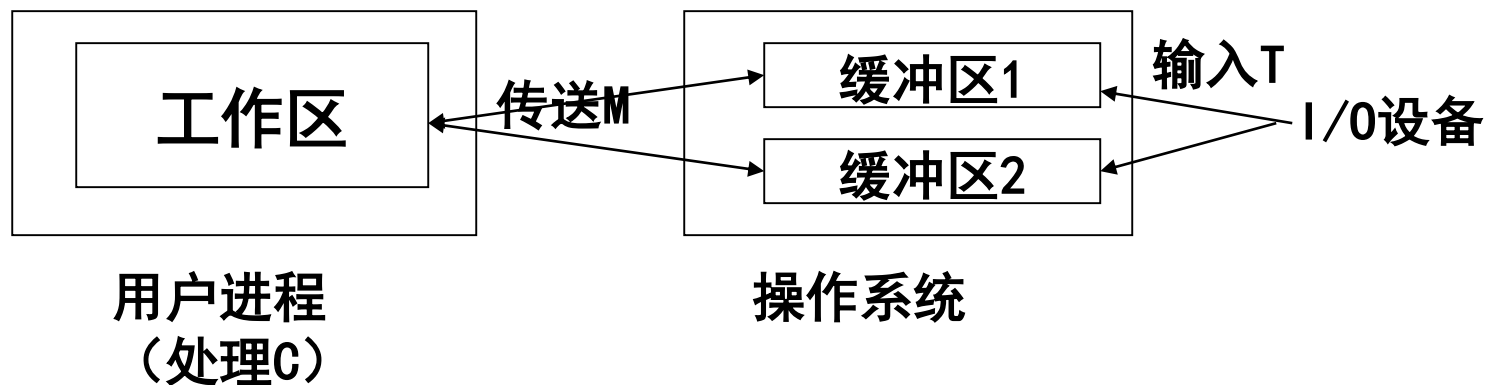 工作区
传送M
缓冲区1
缓冲区2
输入T
I/O设备
用户进程
（处理C）
操作系统